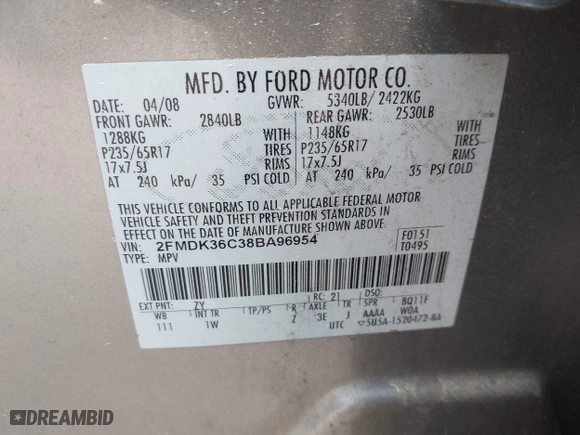 MFD. BY FORD MOTOR CO.
DATE: 04/08 GVWR: 5340LB/ 2422KG
FRONT GAWR: 2840LB REAR GAWR: 2530LB
1288KG WITH 1148KG WITH
P235/65R17 TIRES P235/65R17 TIRES
17x7.5J RIMS 17x7.5J RIMS
AT 240 kPa/ 35 PSI COLD AT 240 kPa/ 35 PSI COLD
THIS VEHICLE CONFORMS TO ALL APPLICABLE FEDERAL MOTOR
VEHICLE SAFETY AND THEFT PREVENTION STANDARDS IN
EFFECT ON THE DATE OF MANUFACTURE SHOWN ABOVE.
VIN: 2FMDK36C38BA96954 F0151
TYPE: MPV T0495
EXT PNT: ZY RC: 21 DSO:
WB INT TR TP/PS R AXLE TR SPR 8Q11F
111 1W Z 3E J AAAA WOA
UTC ▽5U5A-1520472-BA
DREAMBID